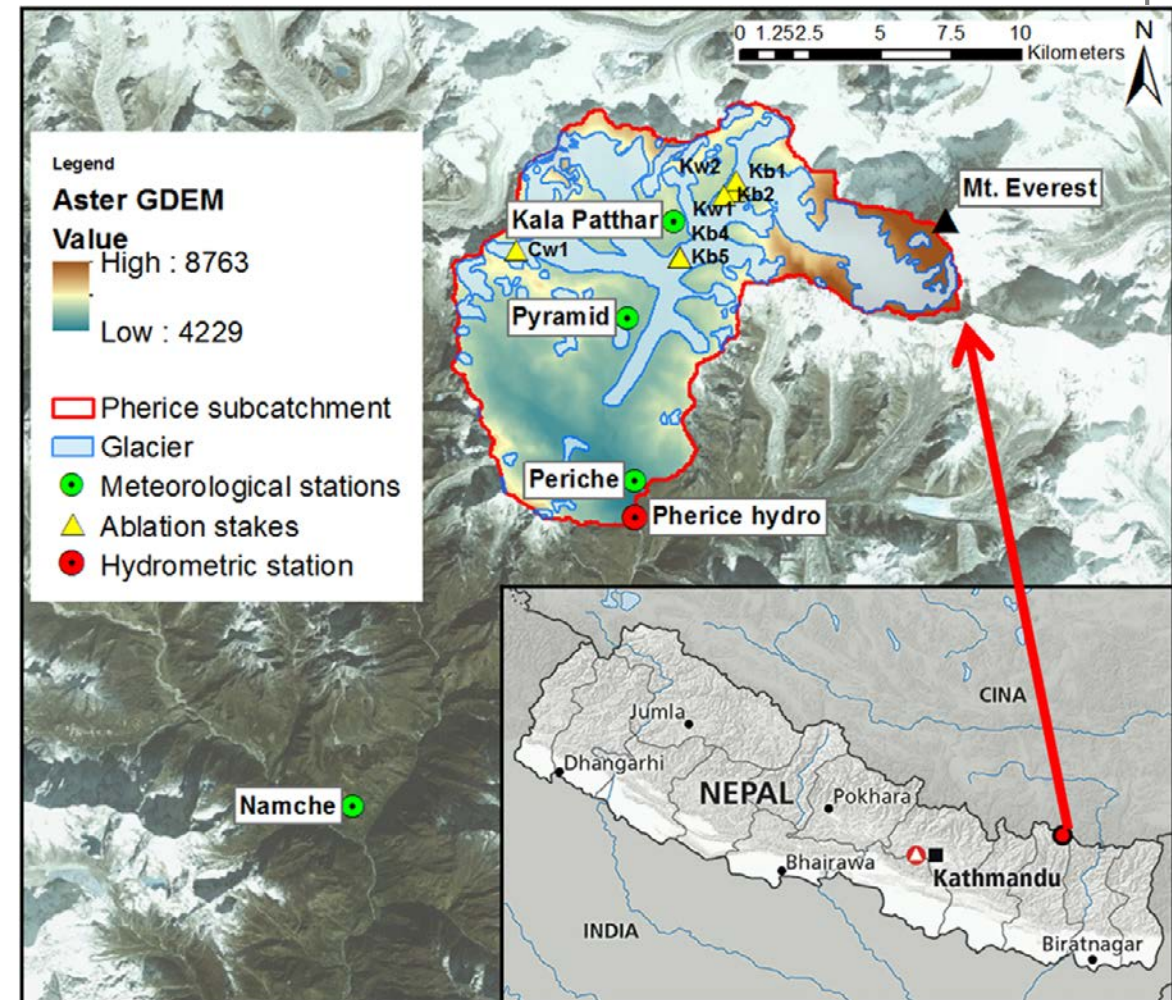 N
0 1.252.5 5 7.5 10
Kilometers
Legend
Aster GDEM
Value
High : 8763
Low : 4229
Pherice subcatchment
Glacier
Meteorological stations
Ablation stakes
Hydrometric station
Kw2
Kb1
Kb2
Mt. Everest
Kala Patthar
Kw1
Kb4
Cw1
Kb5
Pyramid
Periche
Pherice hydro
Namche
CINA
Jumla
Dhangarhi
NEPAL
Pokhara
Bhairawa
Kathmandu
INDIA
Biratnagar